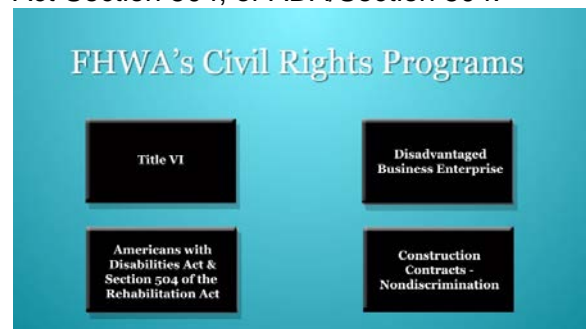 FHWA's Civil Rights Programs
Title VI
Disadvantaged
Business Enterprise
Americans with
Disabilities Act &
Section 504 of the
Rehabilitation Act
Construction
Contracts -
Nondiscrimination